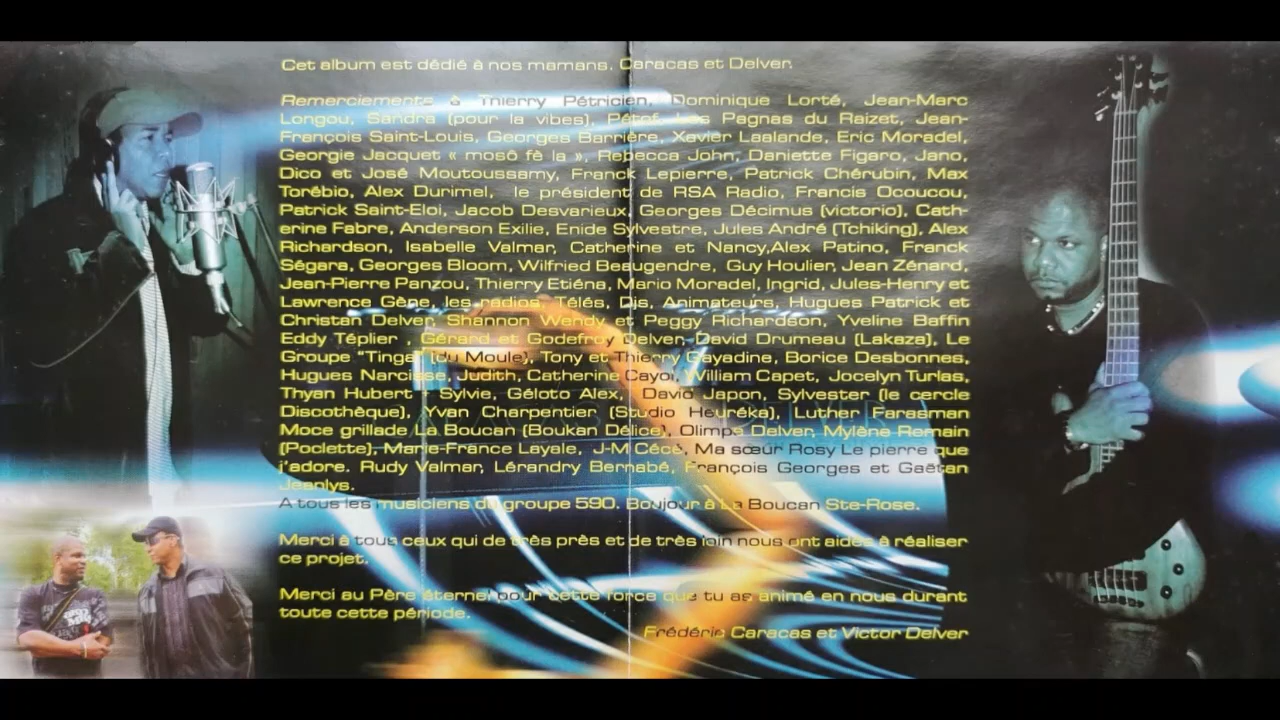 Cet album est dédié à nos mamans. Caracas et Delver.
Remerciements à Thierry Pétricien, Dominique Lorté, Jean-Marc
Longou, Sandra (pour la vibes), Pétof, Les Pagnas du Raizet, Jean-
François Saint-Louis, Georges Barrière, Xavier Laalande, Eric Moradel,
Georgie Jacquet « mosô fè la », Rebecca John, Daniette Figaro, Jano,
Dico et José Moutoussamy, Franck Lepierre, Patrick Chérubin, Max
Torébio, Alex Durimel, le président de RSA Radio, Francis Ocoucou,
Patrick Saint-Eloi, Jacob Desvarieux, Georges Décimus (victorio), Cath-
erine Fabre, Anderson Exilie, Enide Sylvestre, Jules André (Tchiking), Alex
Richardson, Isabelle Valmar, Catherine et Nancy,Alex Patino, Franck
Ségara, Georges Bloom, Wilfried Beaugendre, Guy Houlier, Jean Zénard,
Jean-Pierre Panzou, Thierry Etiéna, Mario Moradel, Ingrid, Jules-Henry et
Lawrence Gène, les radios, Télés, Djs, Animateurs, Hugues Patrick et
Christan Delver, Shannon Wendy et Peggy Richardson, Yveline Baffin
Eddy Téplier , Gérard et Godefroy Delver, David Drumeau (Lakaza), Le
Groupe "Tinga" (du Moule), Tony et Thierry Gayadine, Borice Desbonnes,
Hugues Narcisse, Judith, Catherine Cayol, William Capet, Jocelyn Turlas,
Thyan Hubert + Sylvie, Géloto Alex, David Japon, Sylvester (le cercle
Discothèque), Yvan Charpentier (Studio Heuréka), Luther Farasman
Moce grillade La Boucan (Boukan Délice), Olimpe Delver, Mylène Remain
(Poclette), Marie-France Layale, J-M Cécé, Ma sœur Rosy Le pierre que
j'adore. Rudy Valmar, Lérandry Bernabé, François Georges et Gaëtan
Jeanlys.
A tous les musiciens du groupe 590. Boujour à La Boucan Ste-Rose.
Merci à tous ceux qui de très près et de très loin nous ont aidés à réaliser
ce projet.
Merci au Père éternel pour cette force que tu as animé en nous durant
toute cette période.
Frédéric Caracas et Victor Delver